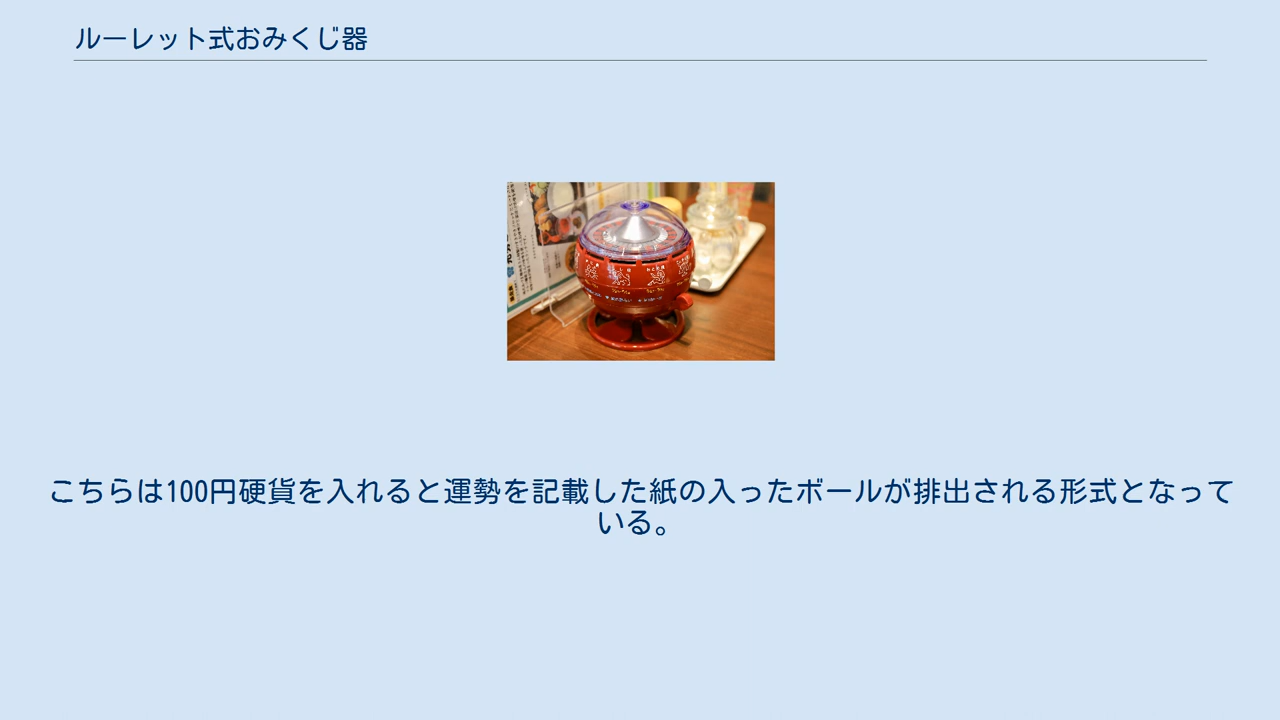 ルーレット式おみくじ器
こちらは100円硬貨を入れると運勢を記載した紙の入ったボールが排出される形式となって
いる。